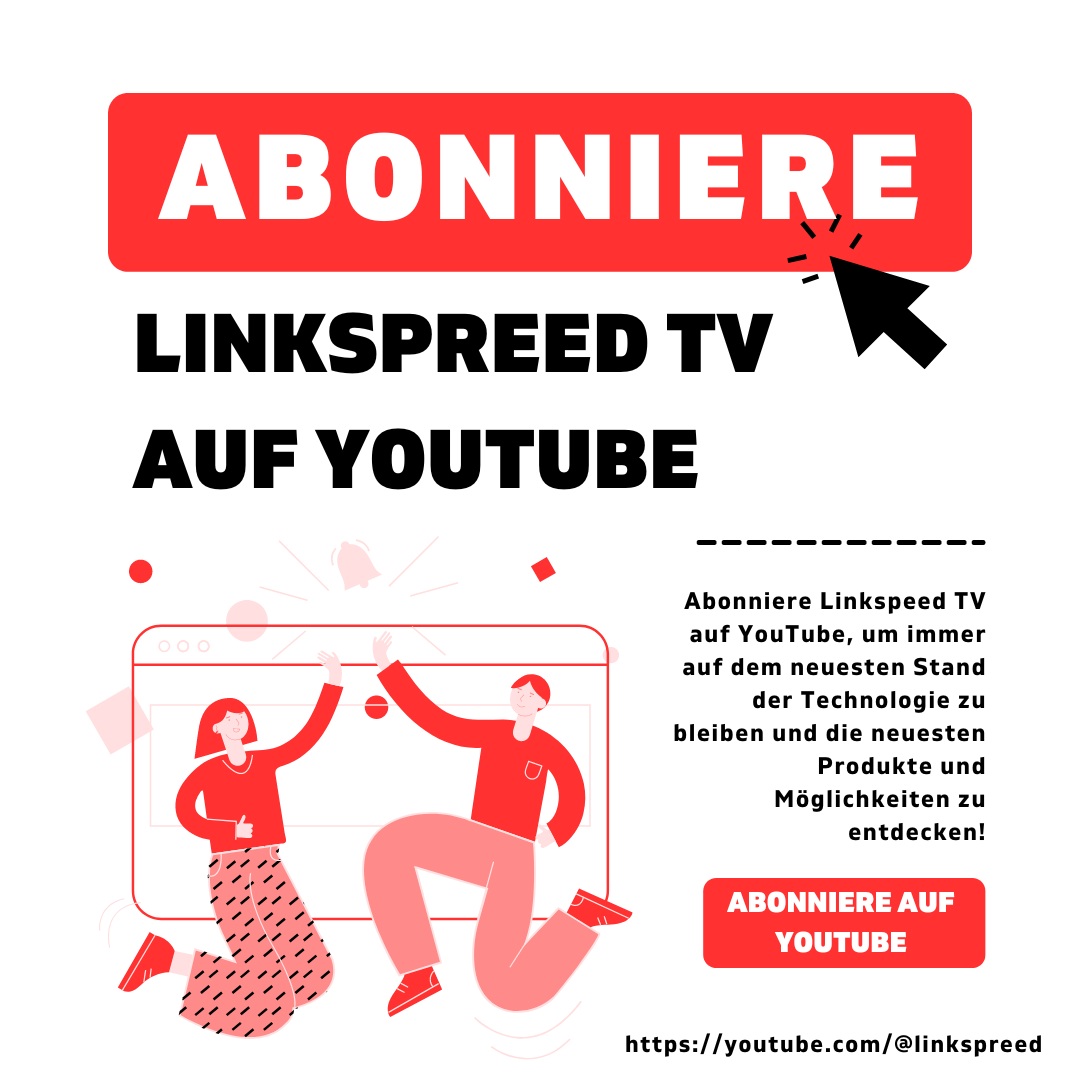 ABONNIERE
LINKSPREED TV
AUF YOUTUBE
Abonniere Linkspeed TV
auf YouTube, um immer
auf dem neuesten Stand
der Technologie zu
bleiben und die neuesten
Produkte und
Möglichkeiten zu
entdecken!
ABONNIERE AUF
YOUTUBE
https://youtube.com/@linkspreed